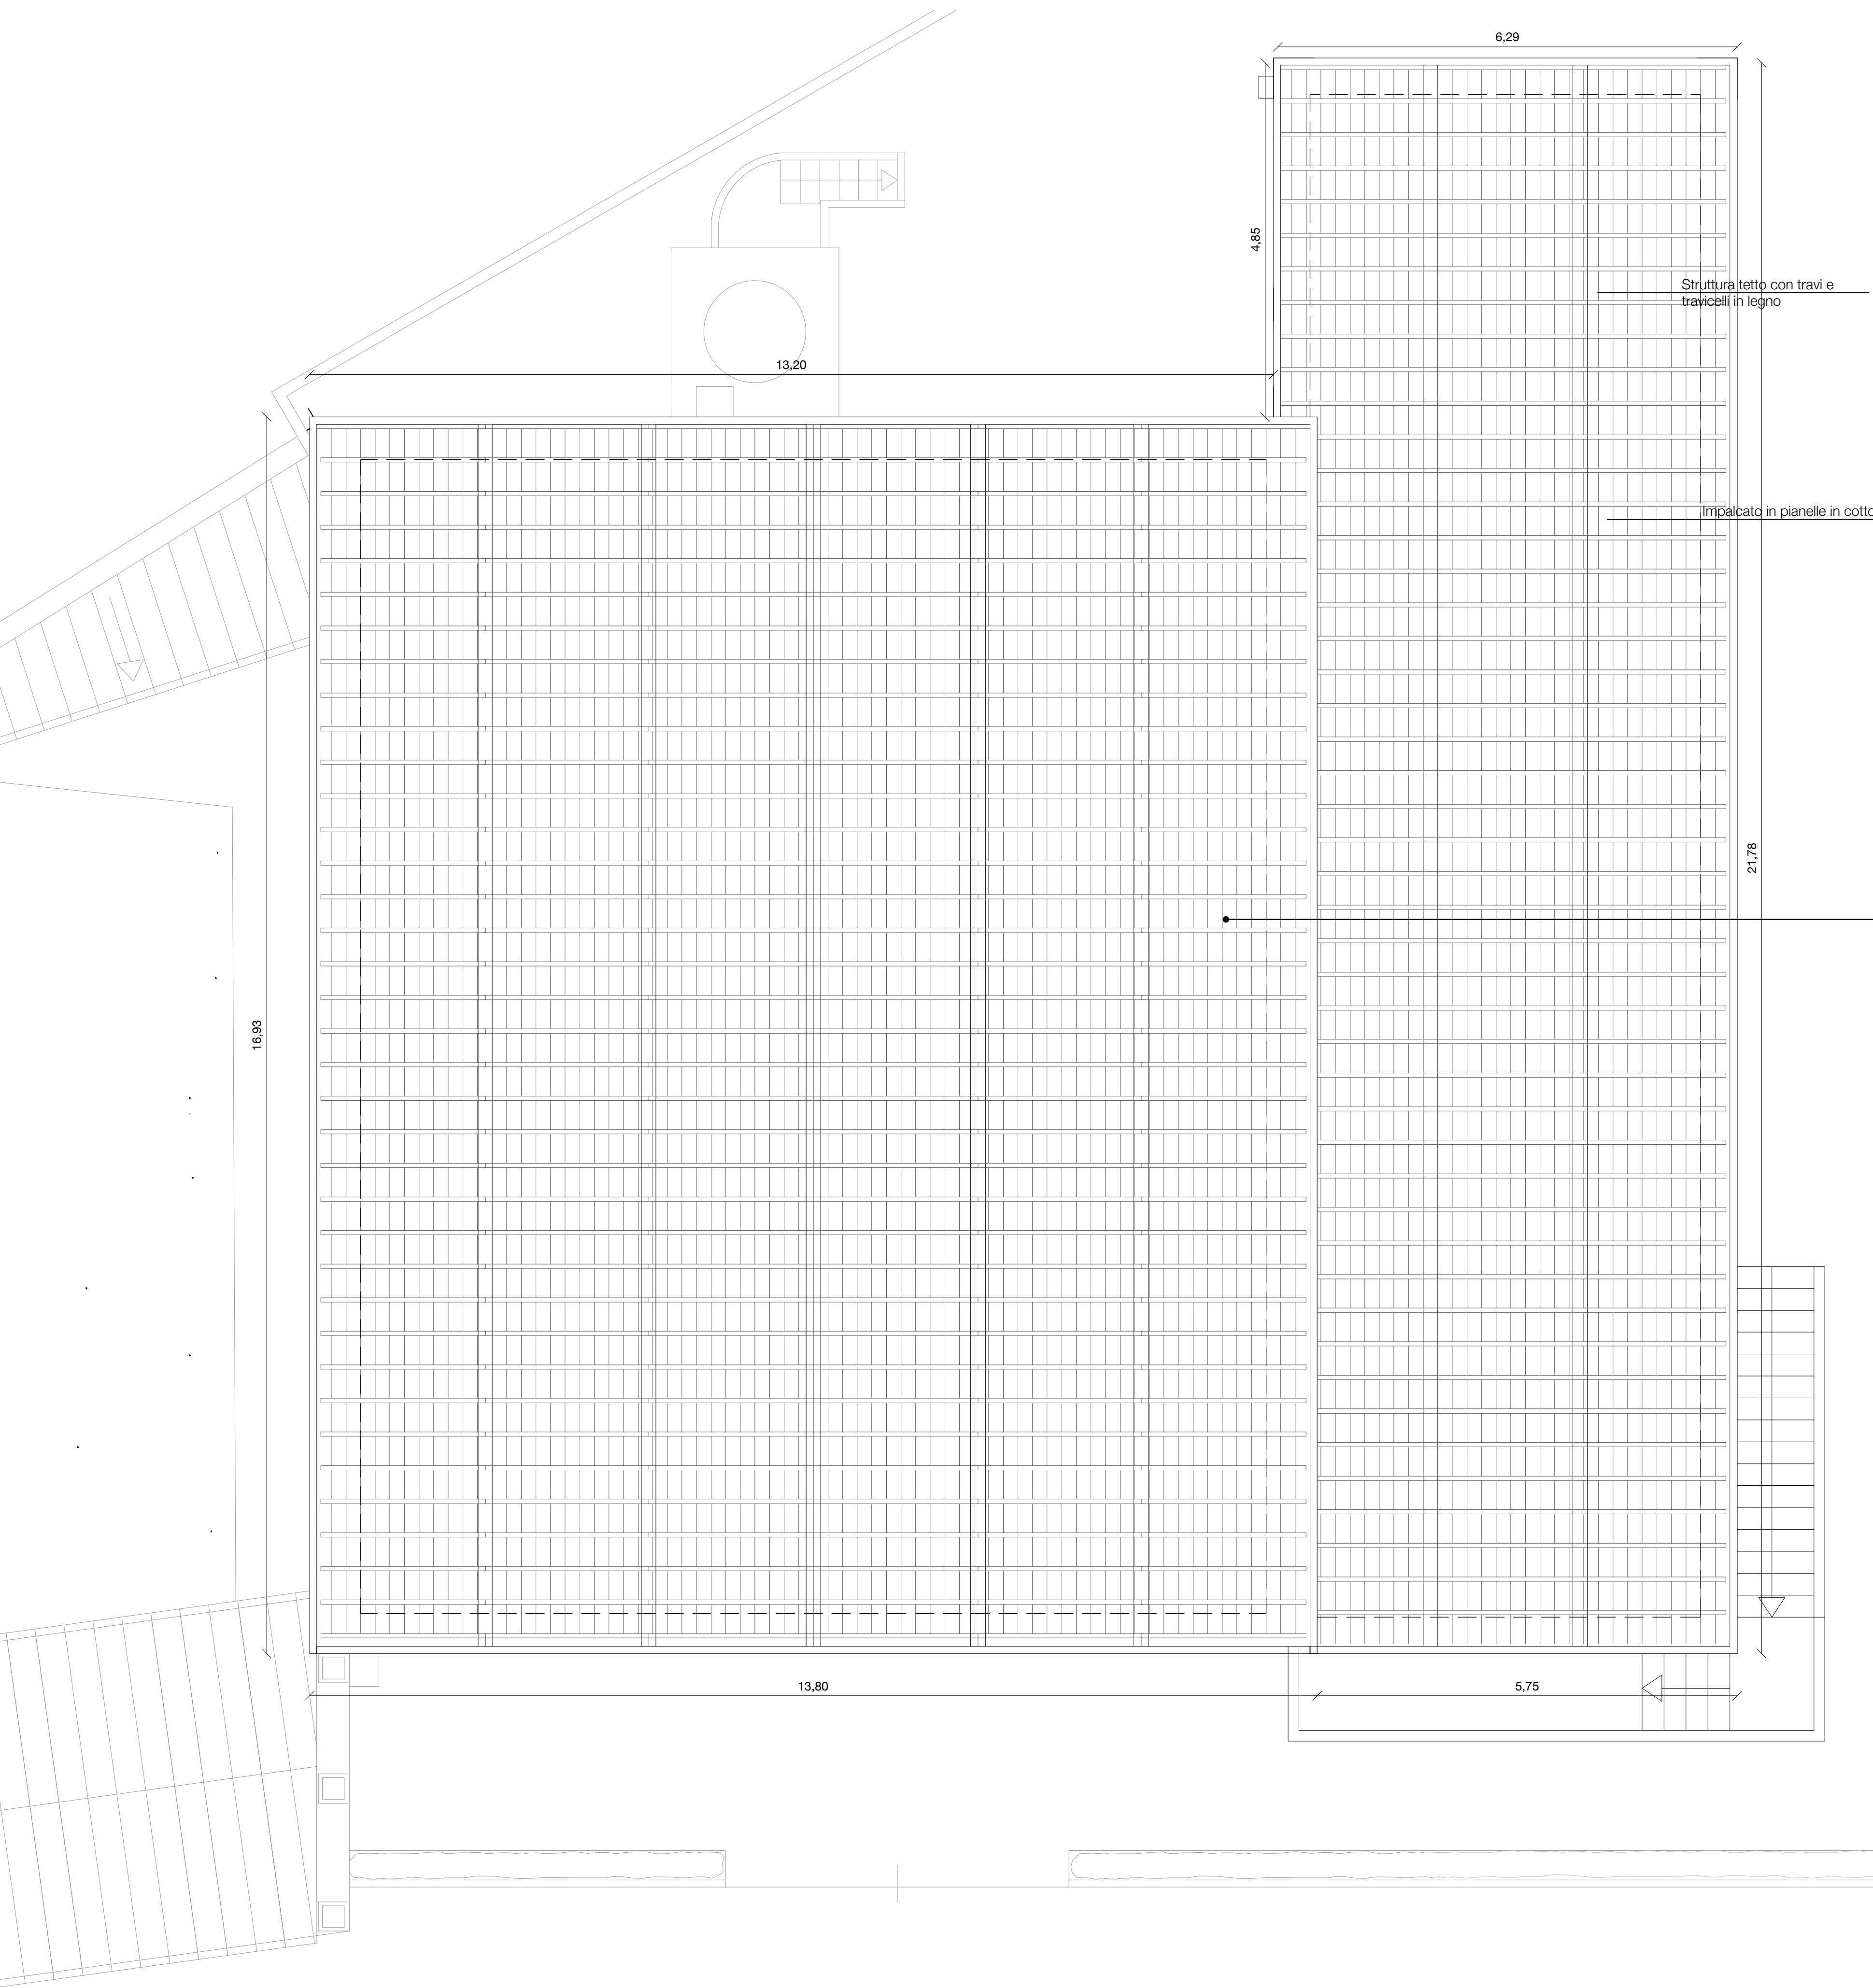 6,29
4,85
Struttura tetto con travi e
travicelli in legno
13,20
Impalcato in pianelle in cotto
21,78
16,93
13,80
5,75